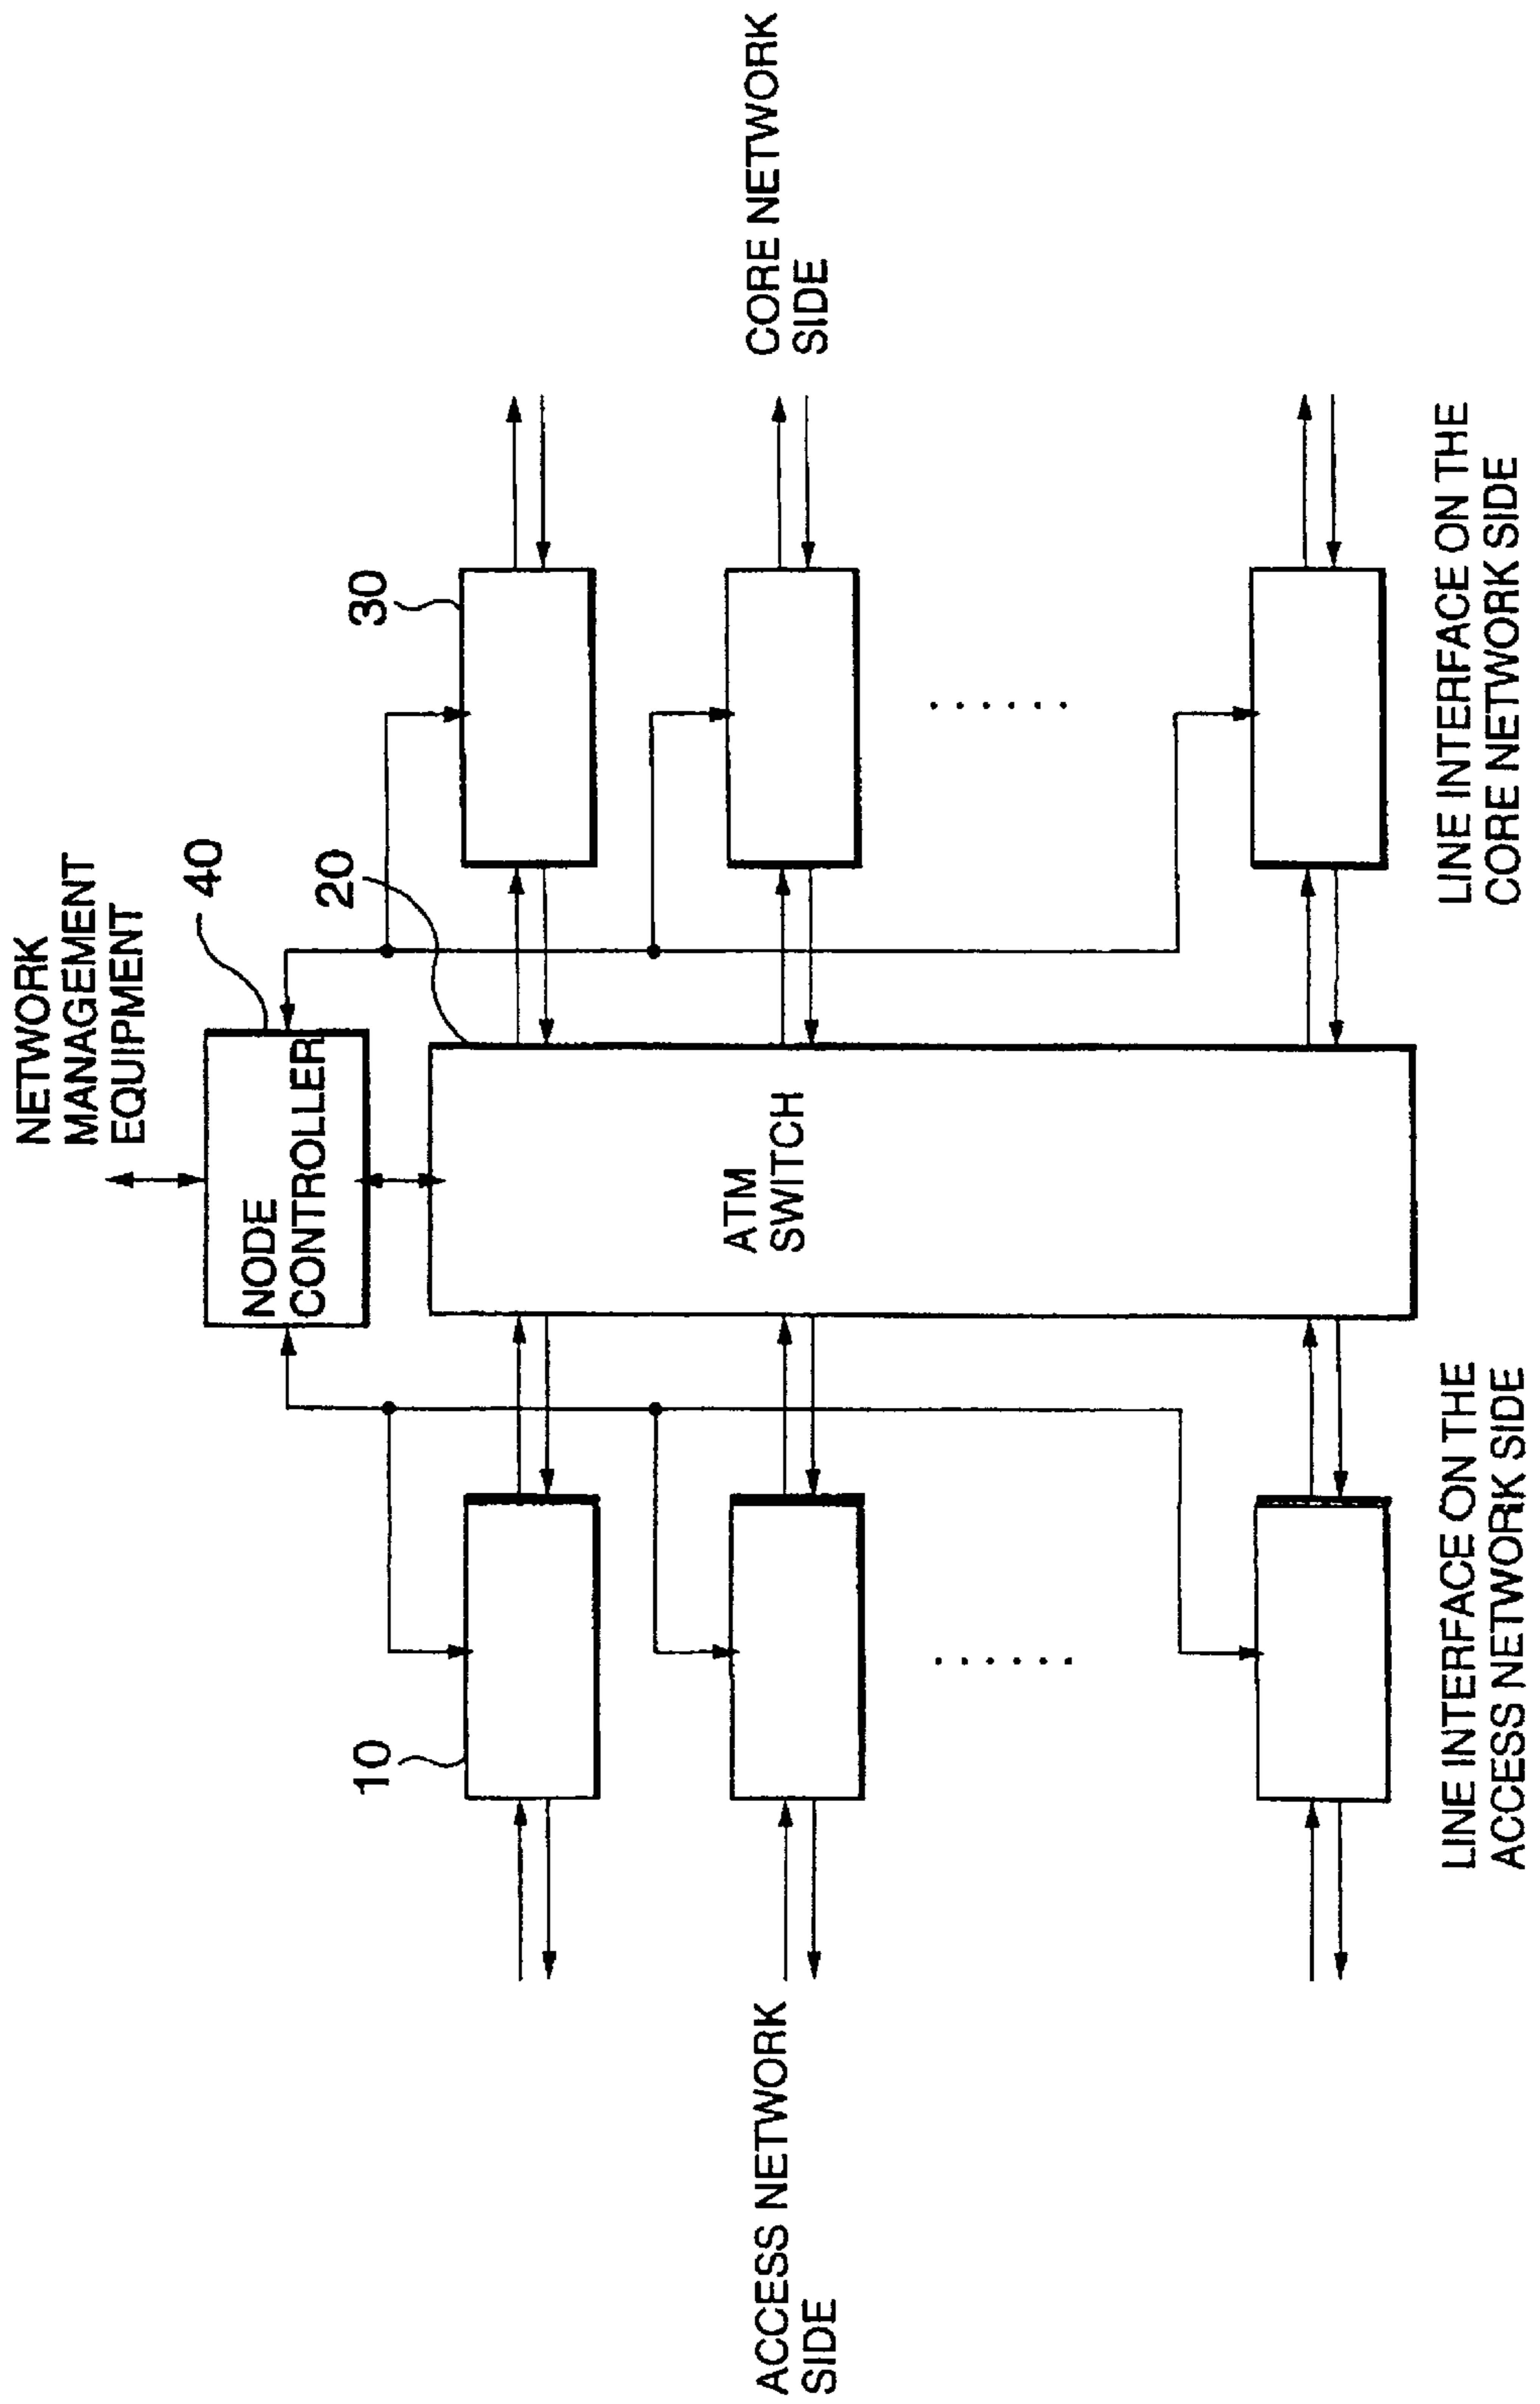 NETWORK
MANAGEMENT
EQUIPMENT
40
NODE
CONTROLLER
20
30
10
ATM
SWITCH
ACCESS NETWORK
SIDE
CORE NETWORK
SIDE
LINE INTERFACE ON THE
ACCESS NETWORK SIDE
LINE INTERFACE ON THE
CORE NETWORK SIDE